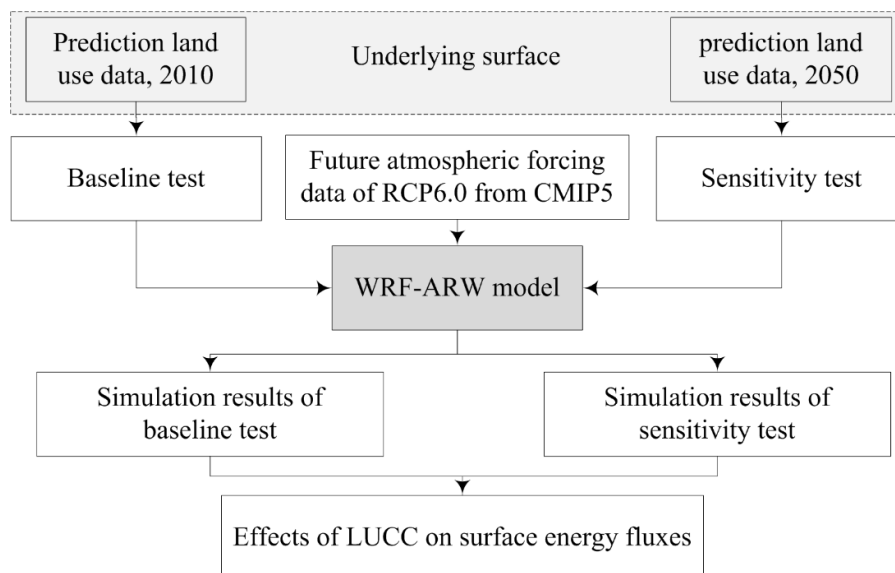 Prediction land
use data, 2010
Underlying surface
prediction land
use data, 2050
Baseline test
Future atmospheric forcing
data of RCP6.0 from CMIP5
Sensitivity test
WRF-ARW model
Simulation results of
baseline test
Simulation results of
sensitivity test
Effects of LUCC on surface energy fluxes